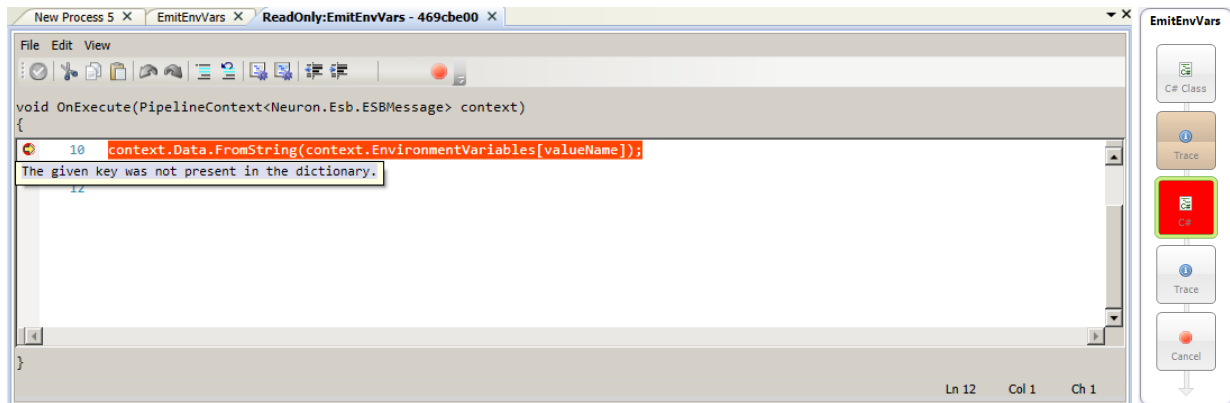 New Process 5 X EmitEnvVars X ReadOnly:EmitEnvVars - 469cbe00 X
File Edit View
void OnExecute(PipelineContext<Neuron.Esb.ESBMessage> context)
{
10 context.Data.FromString(context.EnvironmentVariables[valueName]);
The given key was not present in the dictionary.
12
}
Ln 12 Col 1 Ch 1
EmitEnvVars
C# Class
Trace
C#
Trace
Cancel